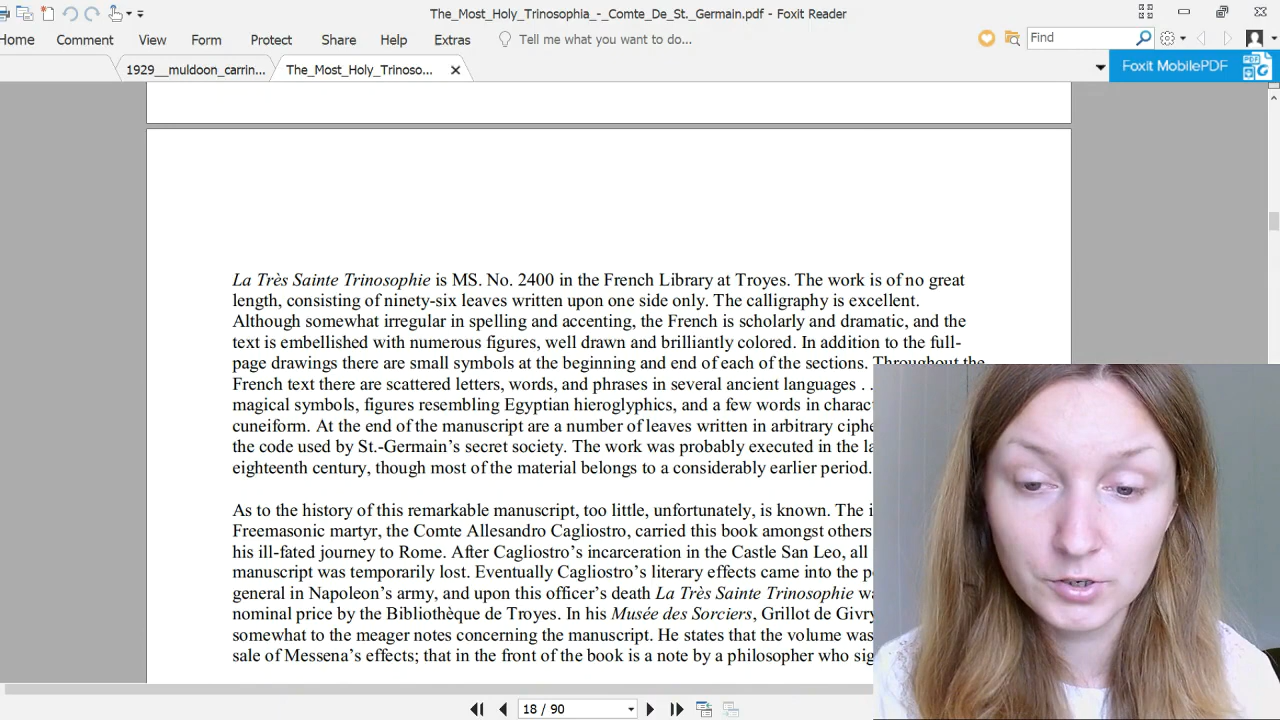 The_Most_Holy_Trinosophia_-_Comte_De_St._Germain.pdf - Foxit Reader
Home Comment View Form Protect Share Help Extras Tell me what you want to do... Find
1929__muldoon_carrin... The_Most_Holy_Trinoso... Foxit MobilePDF
La Très Sainte Trinosophie is MS. No. 2400 in the French Library at Troyes. The work is of no great
length, consisting of ninety-six leaves written upon one side only. The calligraphy is excellent.
Although somewhat irregular in spelling and accenting, the French is scholarly and dramatic, and the
text is embellished with numerous figures, well drawn and brilliantly colored. In addition to the full-
page drawings there are small symbols at the beginning and end of each of the sections. Throughout the
French text there are scattered letters, words, and phrases in several ancient languages . .
magical symbols, figures resembling Egyptian hieroglyphics, and a few words in charac
cuneiform. At the end of the manuscript are a number of leaves written in arbitrary ciphe
the code used by St.-Germain's secret society. The work was probably executed in the la
eighteenth century, though most of the material belongs to a considerably earlier period.
As to the history of this remarkable manuscript, too little, unfortunately, is known. The i
Freemasonic martyr, the Comte Allesandro Cagliostro, carried this book amongst others
his ill-fated journey to Rome. After Cagliostro's incarceration in the Castle San Leo, all
manuscript was temporarily lost. Eventually Cagliostro's literary effects came into the p
general in Napoleon's army, and upon this officer's death La Très Sainte Trinosophie wa
nominal price by the Bibliothèque de Troyes. In his Musée des Sorciers, Grillot de Givry
somewhat to the meager notes concerning the manuscript. He states that the volume was
sale of Messena's effects; that in the front of the book is a note by a philosopher who sig
18 / 90